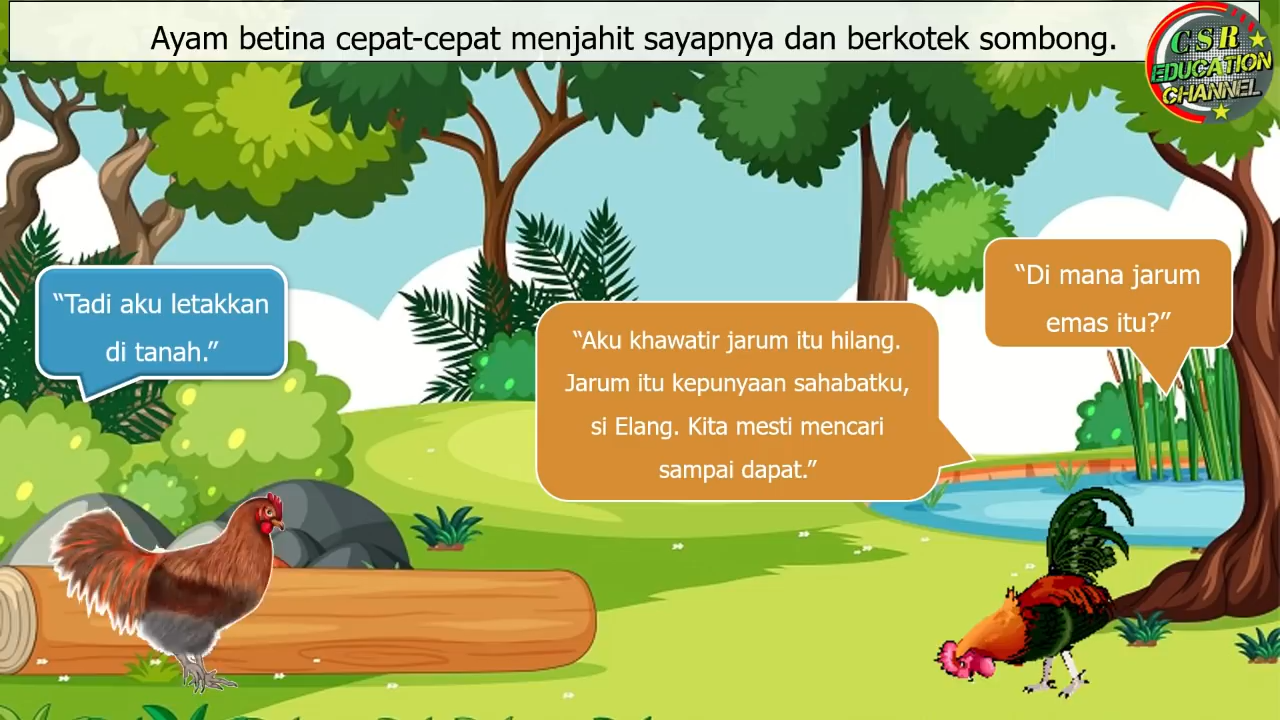 Ayam betina cepat-cepat menjahit sayapnya dan berkotek sombong.
CSR
EDUCATION
CHANNEL
“Di mana jarum
emas itu?”
“Tadi aku letakkan
di tanah.”
“Aku khawatir jarum itu hilang.
Jarum itu kepunyaan sahabatku,
si Elang. Kita mesti mencari
sampai dapat.”